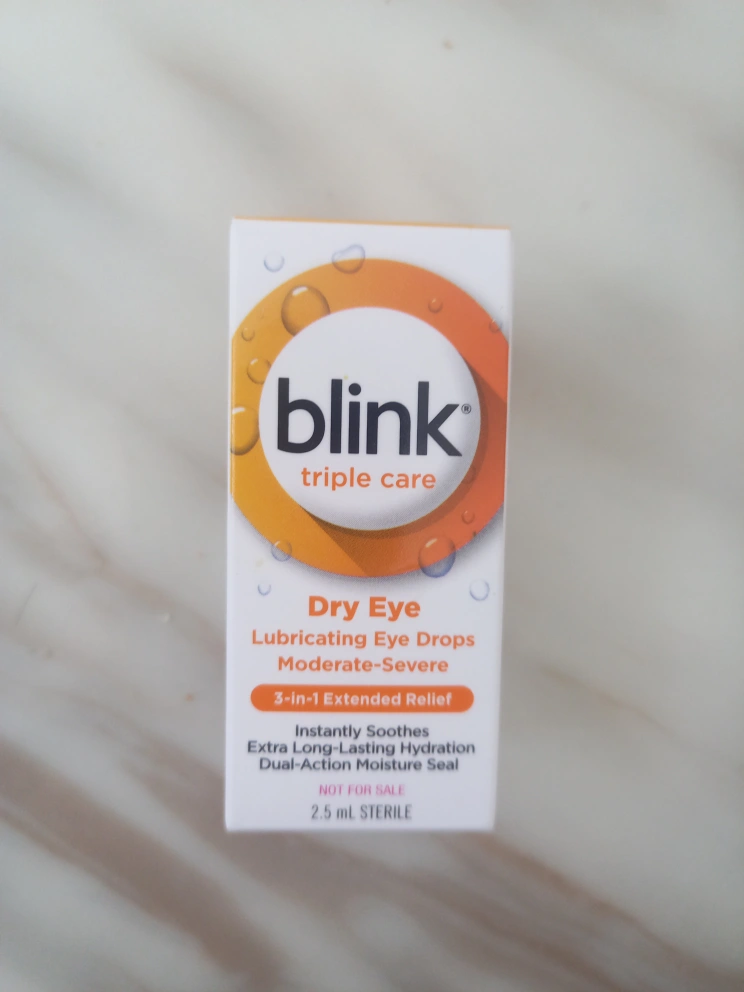 blink®
triple care
Dry Eye
Lubricating Eye Drops
Moderate-Severe
3-in-1 Extended Relief
Instantly Soothes
Extra Long-Lasting Hydration
Dual-Action Moisture Seal
NOT FOR SALE
2.5 mL STERILE